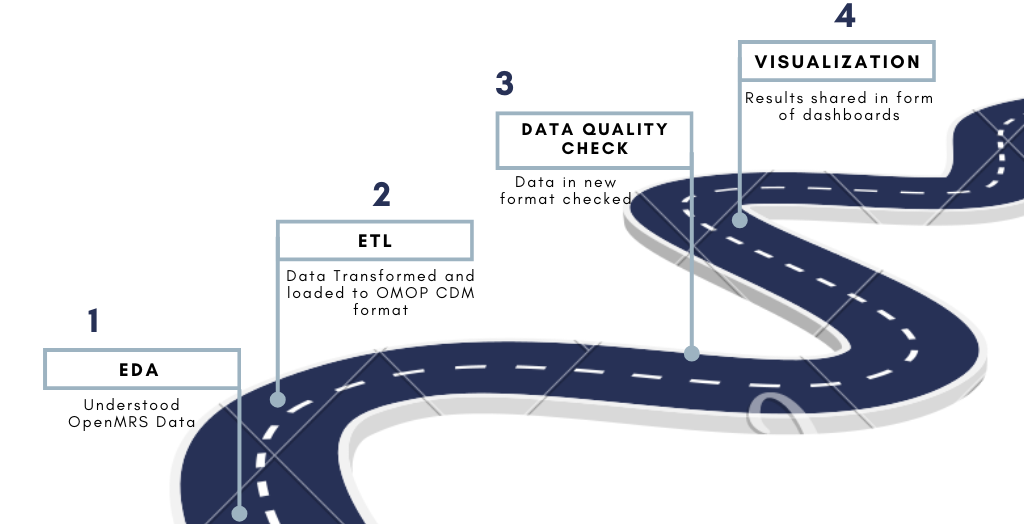 1
EDA
Understood
OpenMRS Data
2
ETL
Data Transformed and
loaded to OMOP CDM
format
3
DATA QUALITY
CHECK
Data in new
format checked
4
VISUALIZATION
Results shared in form
of dashboards